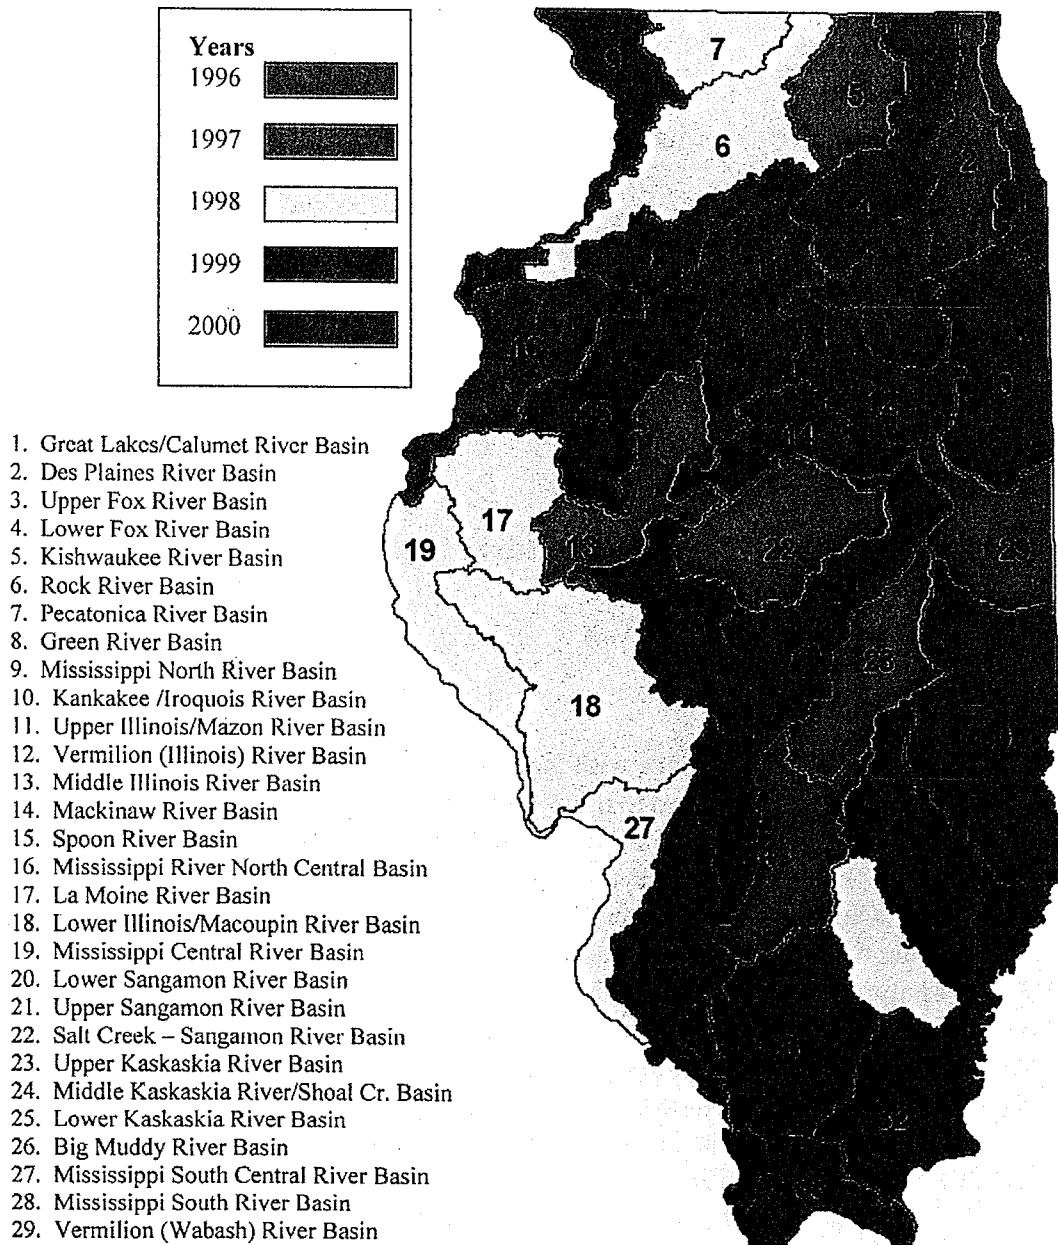 Years
1996
1997
1998
1999
2000
7
5
6
2
4
17
19
13
22
18
23
27
32
1. Great Lakes/Calumet River Basin
2. Des Plaines River Basin
3. Upper Fox River Basin
4. Lower Fox River Basin
5. Kishwaukee River Basin
6. Rock River Basin
7. Pecatonica River Basin
8. Green River Basin
9. Mississippi North River Basin
10. Kankakee /Iroquois River Basin
11. Upper Illinois/Mazon River Basin
12. Vermilion (Illinois) River Basin
13. Middle Illinois River Basin
14. Mackinaw River Basin
15. Spoon River Basin
16. Mississippi River North Central Basin
17. La Moine River Basin
18. Lower Illinois/Macoupin River Basin
19. Mississippi Central River Basin
20. Lower Sangamon River Basin
21. Upper Sangamon River Basin
22. Salt Creek – Sangamon River Basin
23. Upper Kaskaskia River Basin
24. Middle Kaskaskia River/Shoal Cr. Basin
25. Lower Kaskaskia River Basin
26. Big Muddy River Basin
27. Mississippi South Central River Basin
28. Mississippi South River Basin
29. Vermilion (Wabash) River Basin